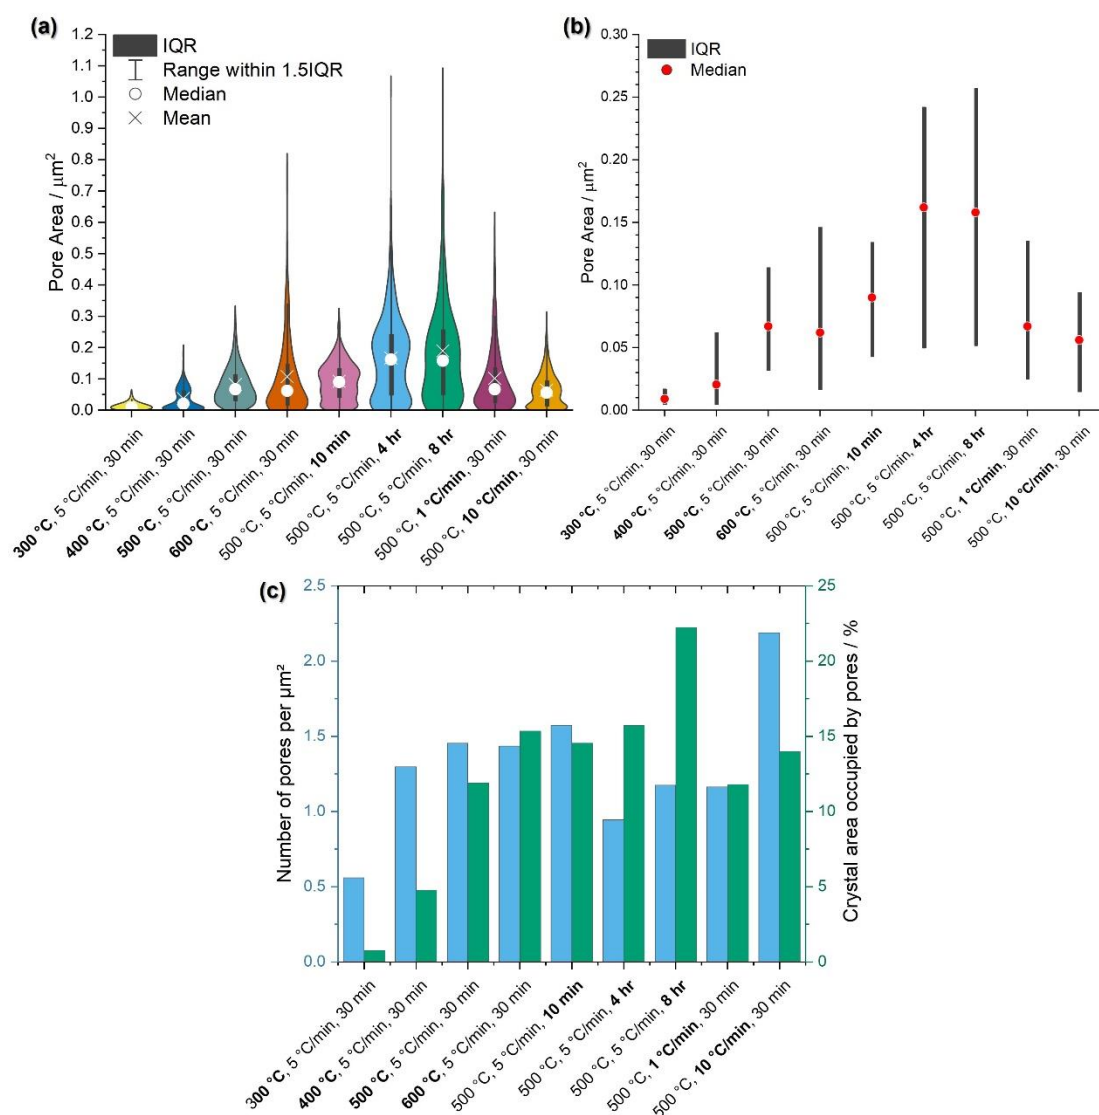 (a)
1.2
1.1
1.0
0.9
0.8
0.7
0.6
0.5
0.4
0.3
0.2
0.1
0.0
Pore Area / μm²
IQR
Range within 1.5IQR
Median
Mean
300 °C, 5 °C/min, 30 min
400 °C, 5 °C/min, 30 min
500 °C, 5 °C/min, 30 min
600 °C, 5 °C/min, 30 min
500 °C, 5 °C/min, 10 min
500 °C, 5 °C/min, 4 hr
500 °C, 5 °C/min, 8 hr
500 °C, 1 °C/min, 30 min
500 °C, 10 °C/min, 30 min
(b)
0.30
0.25
0.20
0.15
0.10
0.05
0.00
Pore Area / μm²
IQR
Median
300 °C, 5 °C/min, 30 min
400 °C, 5 °C/min, 30 min
500 °C, 5 °C/min, 30 min
600 °C, 5 °C/min, 30 min
500 °C, 5 °C/min, 10 min
500 °C, 5 °C/min, 4 hr
500 °C, 5 °C/min, 8 hr
500 °C, 1 °C/min, 30 min
500 °C, 10 °C/min, 30 min
(c)
2.5
2.0
1.5
1.0
0.5
0.0
Number of pores per μm²
25
20
15
10
5
0
Crystal area occupied by pores / %
300 °C, 5 °C/min, 30 min
400 °C, 5 °C/min, 30 min
500 °C, 5 °C/min, 30 min
600 °C, 5 °C/min, 30 min
500 °C, 5 °C/min, 10 min
500 °C, 5 °C/min, 4 hr
500 °C, 5 °C/min, 8 hr
500 °C, 1 °C/min, 30 min
500 °C, 10 °C/min, 30 min